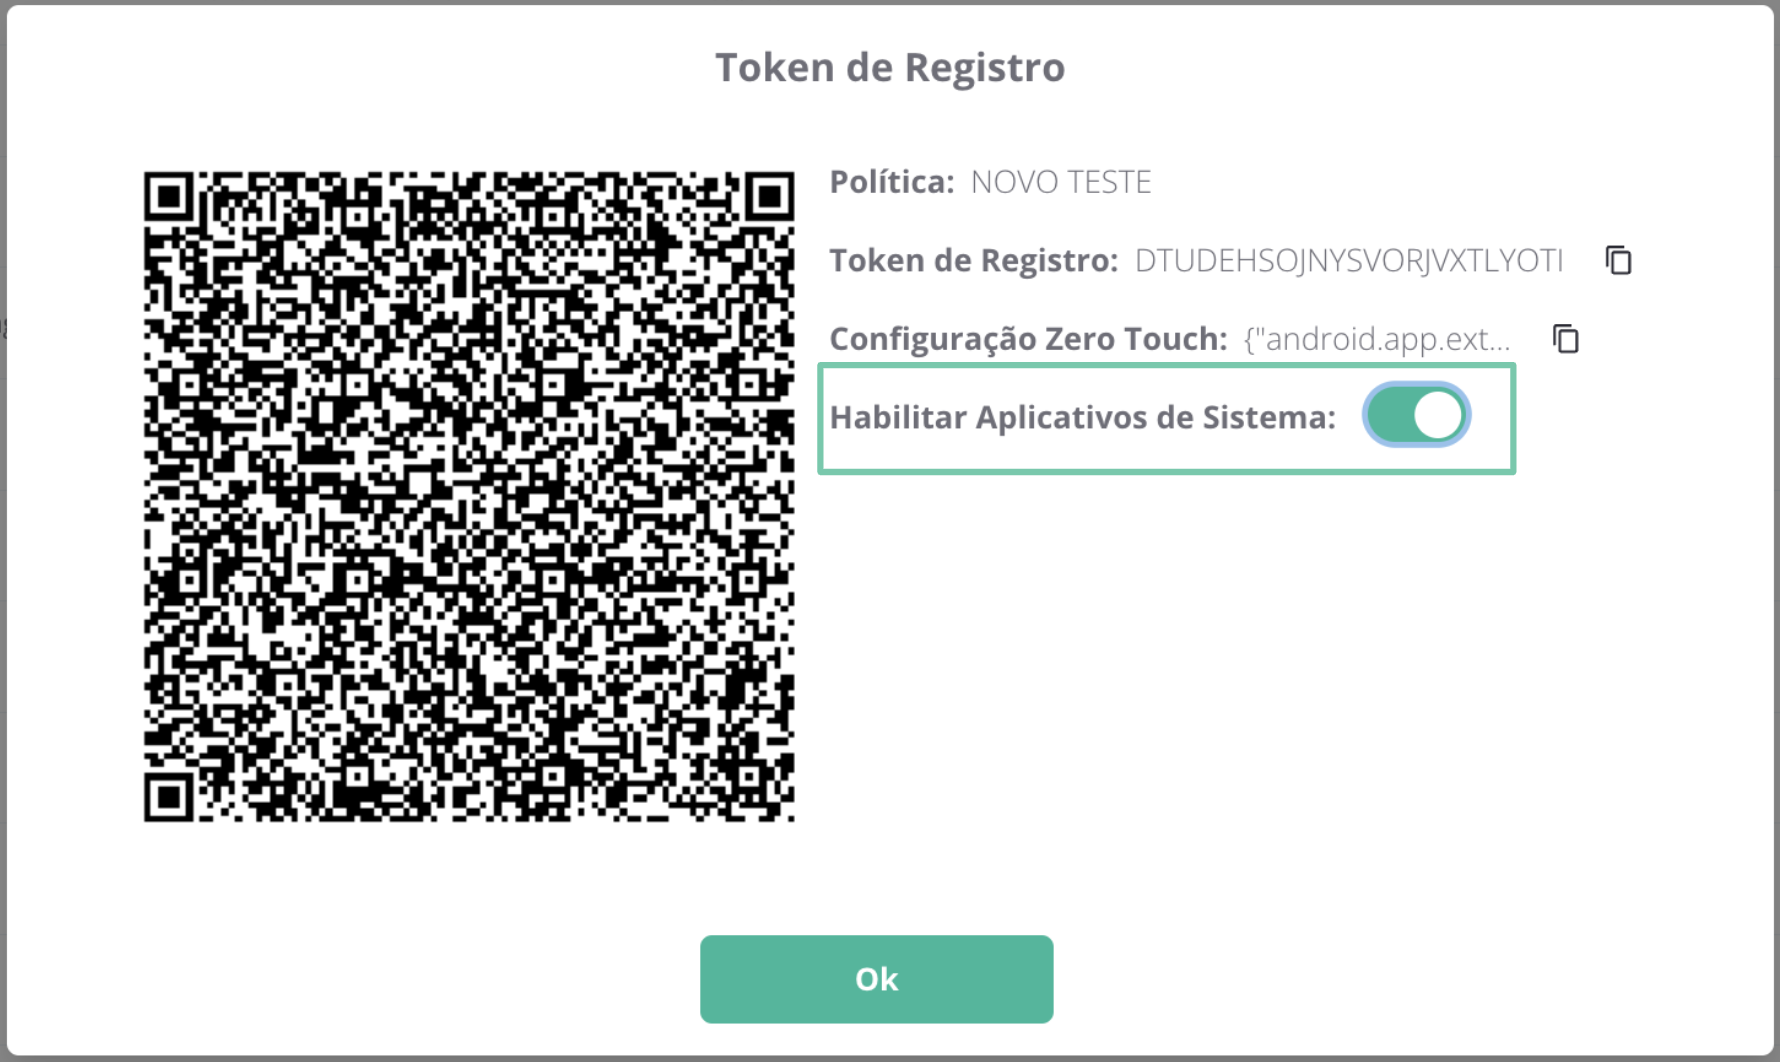 Token de Registro
Política: NOVO TESTE
Token de Registro: DTUDEHSOJNYSVORJVXTLYOTI
Configuração Zero Touch: {"android.app.ext...
Habilitar Aplicativos de Sistema:
Ok